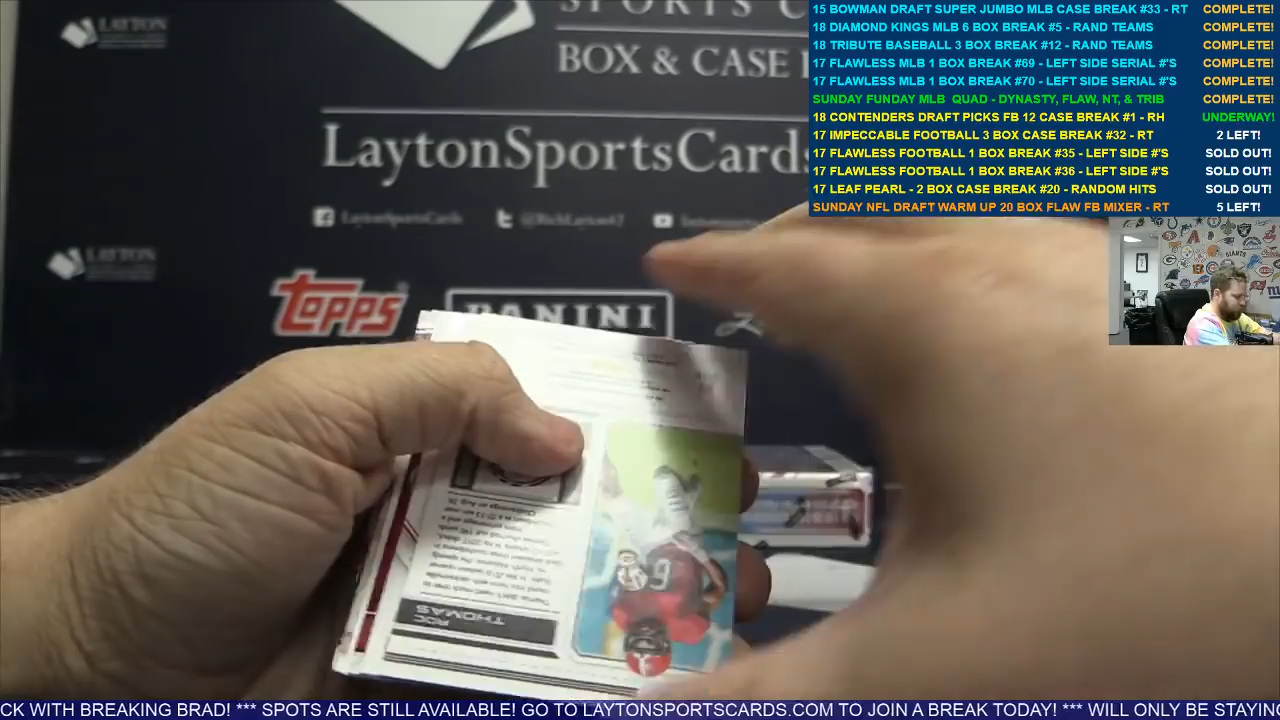 15 BOWMAN DRAFT SUPER JUMBO MLB CASE BREAK #33 - RT COMPLETE!
18 DIAMOND KINGS MLB 6 BOX BREAK #5 - RAND TEAMS COMPLETE!
18 TRIBUTE BASEBALL 3 BOX BREAK #12 - RAND TEAMS COMPLETE!
17 FLAWLESS MLB 1 BOX BREAK #69 - LEFT SIDE SERIAL #'S COMPLETE!
17 FLAWLESS MLB 1 BOX BREAK #70 - LEFT SIDE SERIAL #'S COMPLETE!
SUNDAY FUNDAY MLB QUAD - DYNASTY, FLAW, NT, & TRIB COMPLETE!
18 CONTENDERS DRAFT PICKS FB 12 CASE BREAK #1 - RH UNDERWAY!
17 IMPECCABLE FOOTBALL 3 BOX CASE BREAK #32 - RT 2 LEFT!
17 FLAWLESS FOOTBALL 1 BOX BREAK #35 - LEFT SIDE #'S SOLD OUT!
17 FLAWLESS FOOTBALL 1 BOX BREAK #36 - LEFT SIDE #'S SOLD OUT!
17 LEAF PEARL - 2 BOX CASE BREAK #20 - RANDOM HITS SOLD OUT!
SUNDAY NFL DRAFT WARM UP 20 BOX FLAW FB MIXER - RT 5 LEFT!
LAYTON
SPORTS C
BOX & CASE
LaytonSportsCards
LaytonSportsCards
@RichLayton47
LAYTON
topps
PANINI
ROC
THOMAS
9
CK WITH BREAKING BRAD! *** SPOTS ARE STILL AVAILABLE! GO TO LAYTONSPORTSCARDS.COM TO JOIN A BREAK TODAY! *** WILL ONLY BE STAYING